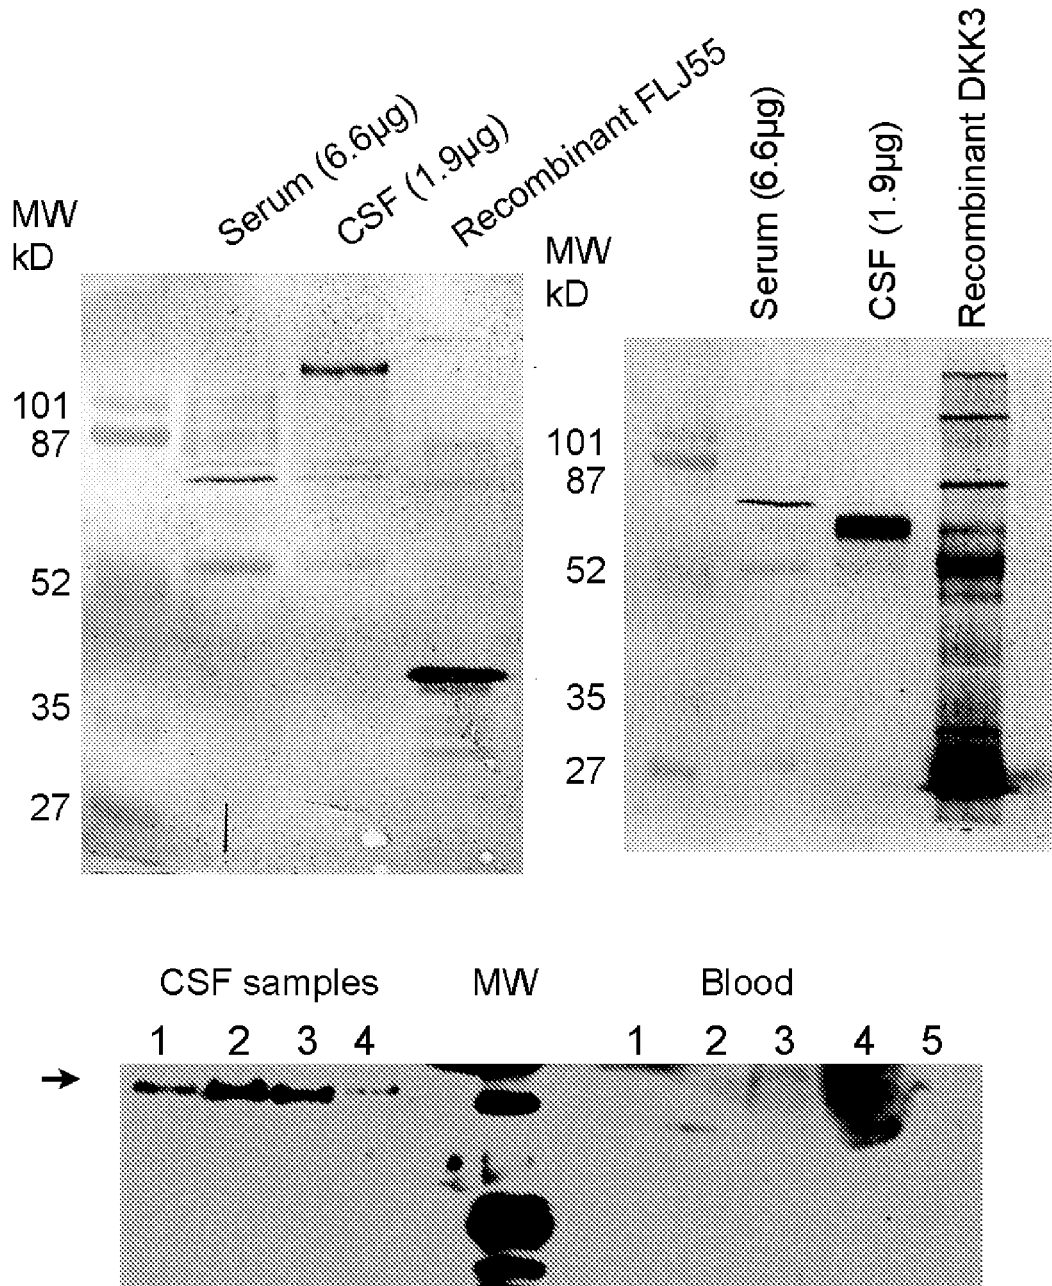 Serum (6.6µg)
CSF (1.9µg)
Recombinant FLJ55
MW
kD
101
87
52
35
27
Serum (6.6µg)
CSF (1.9µg)
Recombinant DKK3
MW
kD
101
87
52
35
27
CSF samples
MW
Blood
1 2 3 4
1 2 3 4 5